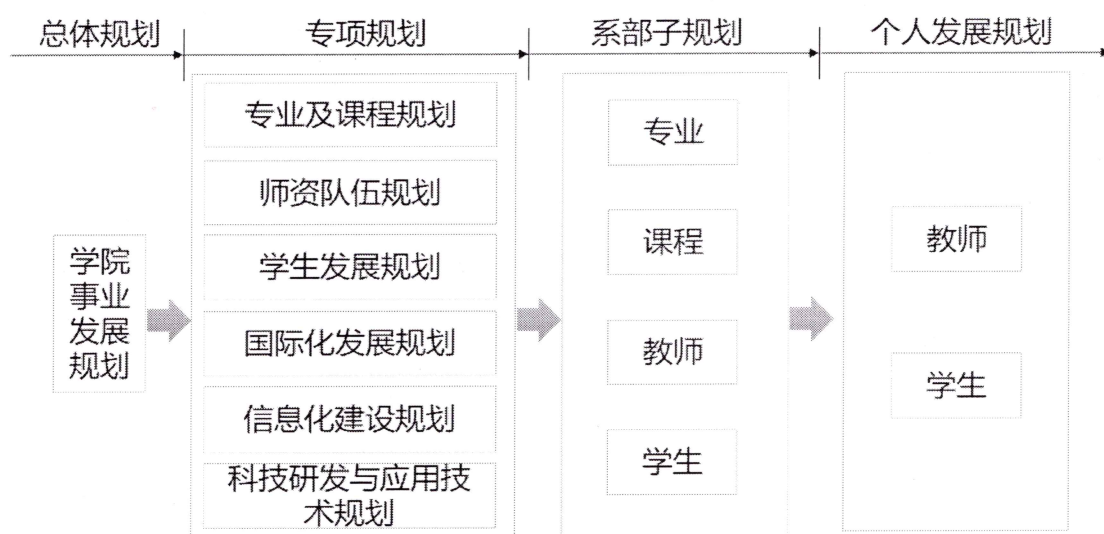 总体规划
专项规划
系部子规划
个人发展规划
学院
事业
发展
规划
专业及课程规划
师资队伍规划
学生发展规划
国际化发展规划
信息化建设规划
科技研发与应用技
术规划
专业
课程
教师
学生
教师
学生